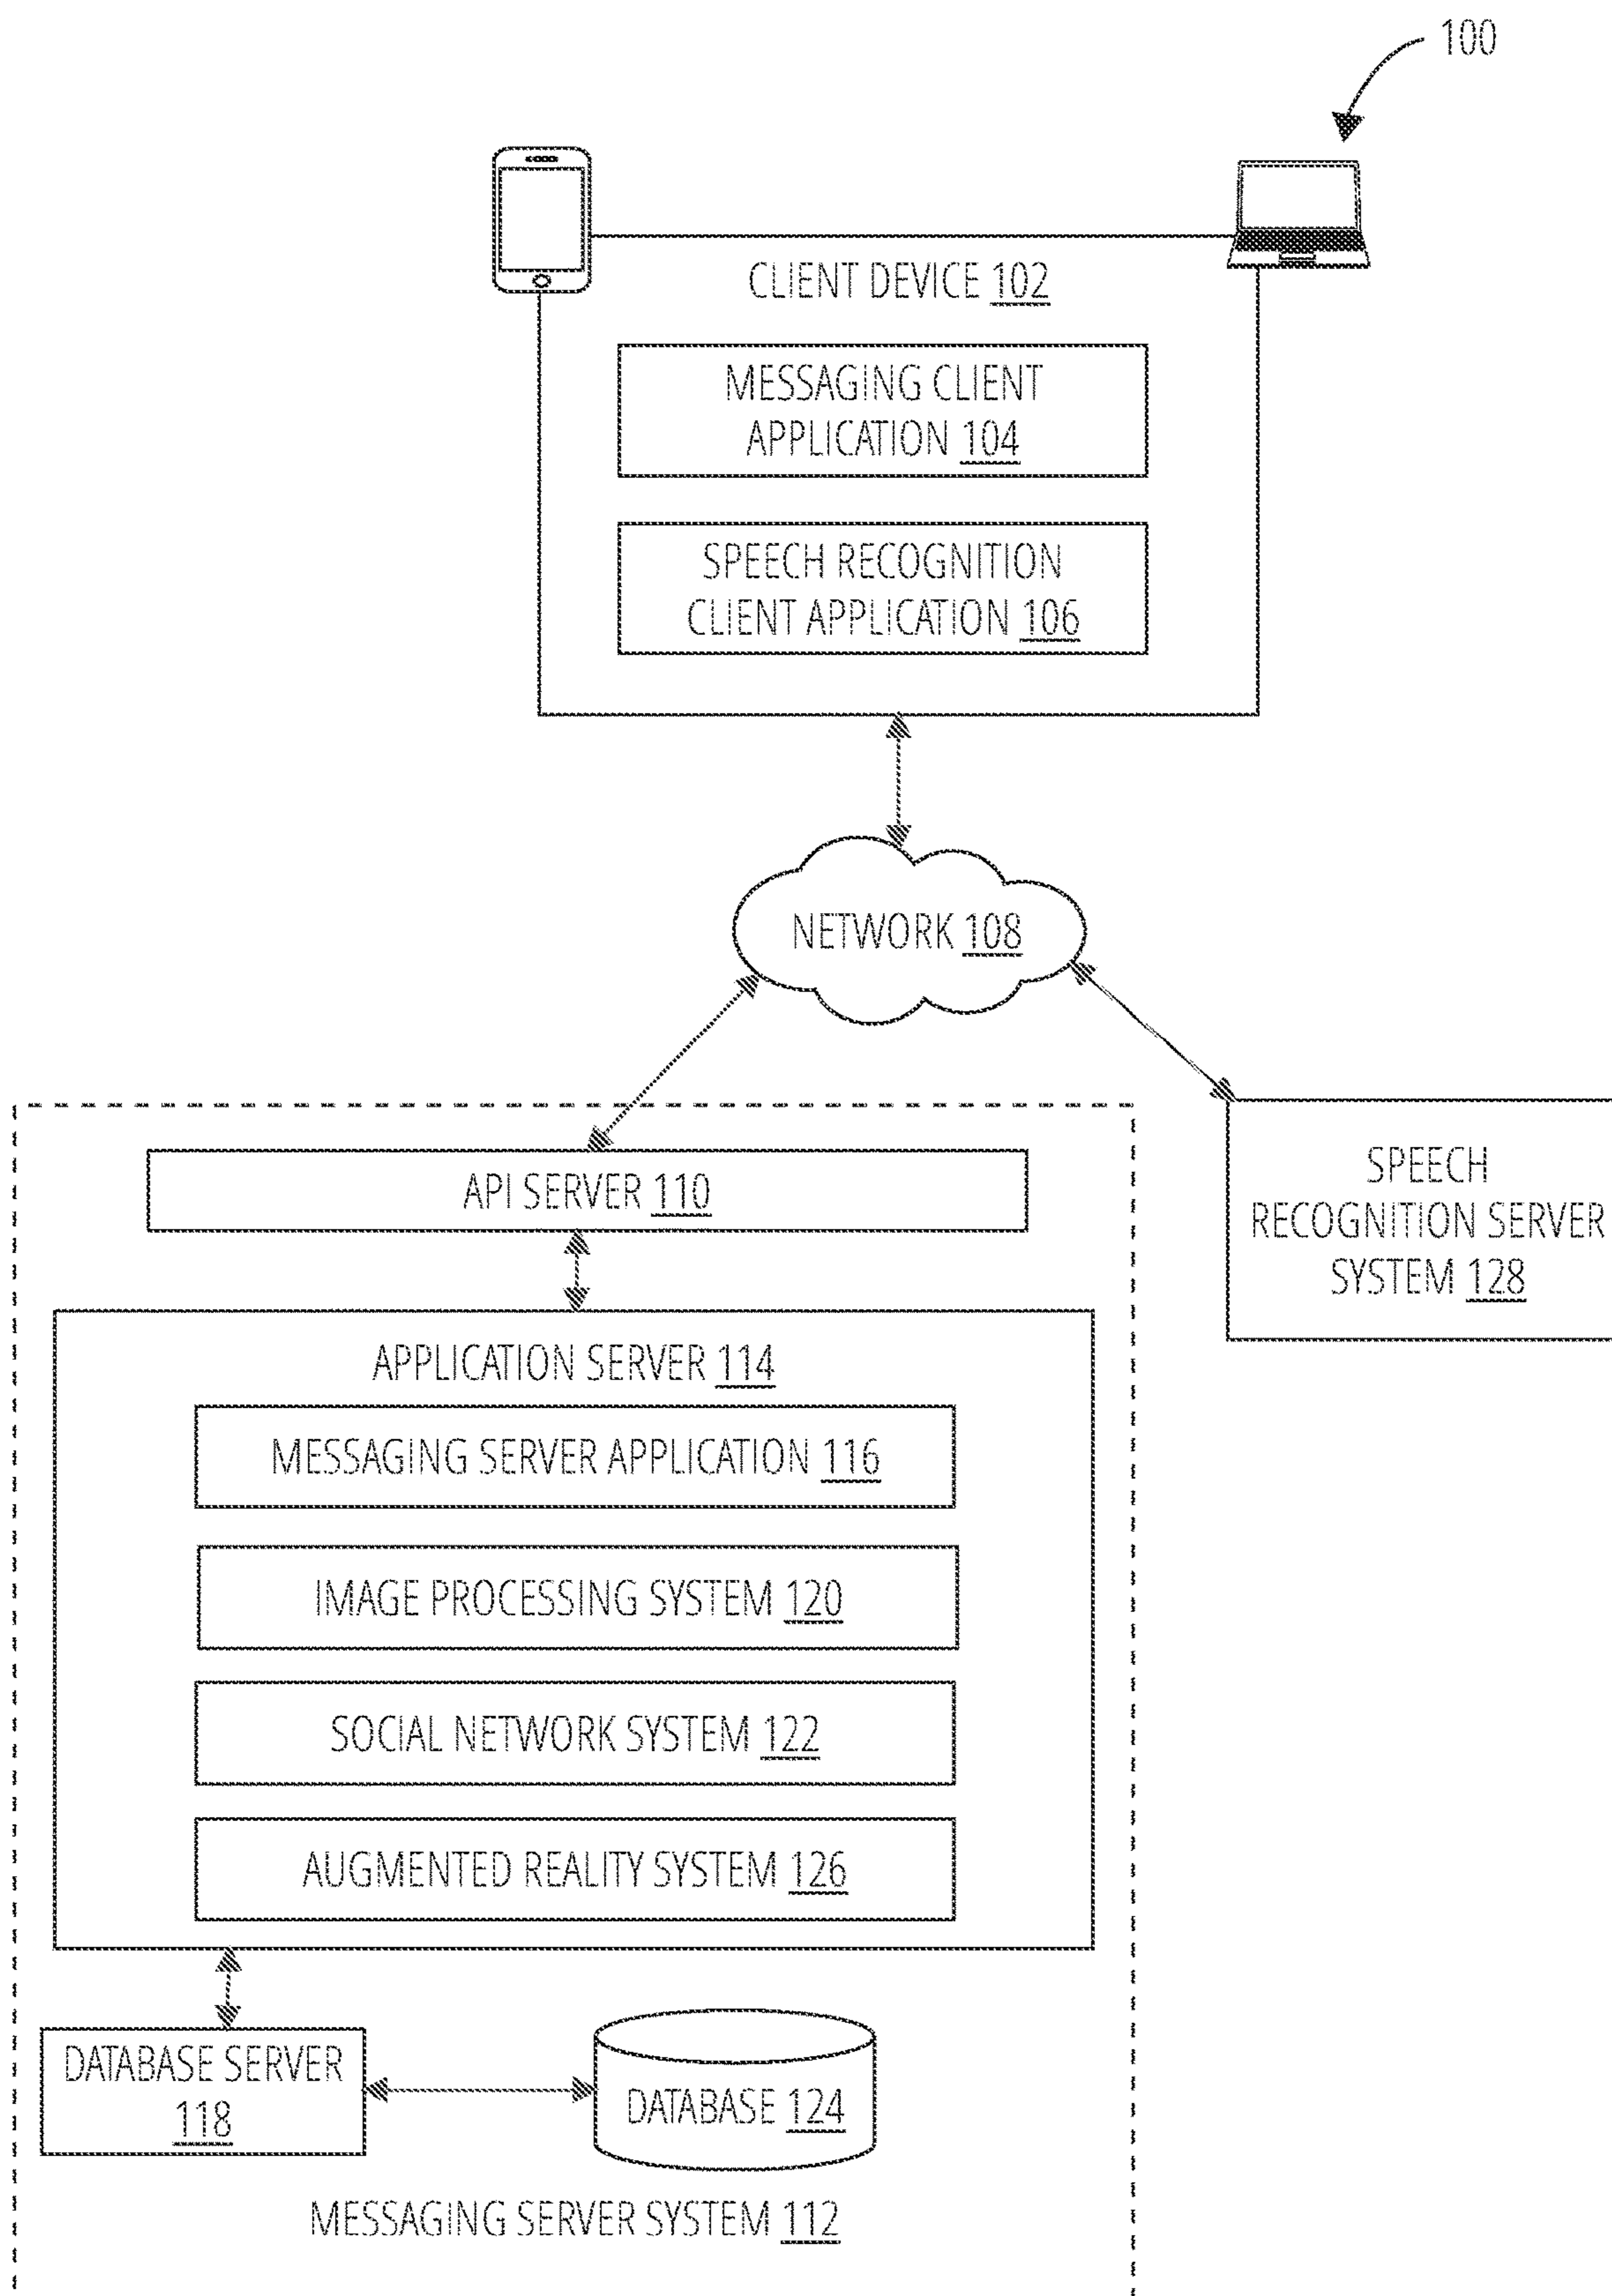 100
CLIENT DEVICE 102
MESSAGING CLIENT
APPLICATION 104
SPEECH RECOGNITION
CLIENT APPLICATION 106
NETWORK 108
API SERVER 110
SPEECH
RECOGNITION SERVER
SYSTEM 128
APPLICATION SERVER 114
MESSAGING SERVER APPLICATION 116
IMAGE PROCESSING SYSTEM 120
SOCIAL NETWORK SYSTEM 122
AUGMENTED REALITY SYSTEM 126
DATABASE SERVER
118
DATABASE 124
MESSAGING SERVER SYSTEM 112